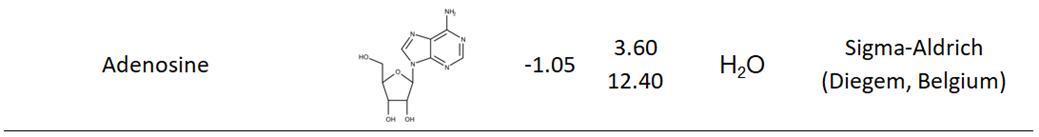 Adenosine
NH₂
N
N
N
N
HO
O
OH OH
-1.05
3.60
12.40
H₂O
Sigma-Aldrich
(Diegem, Belgium)